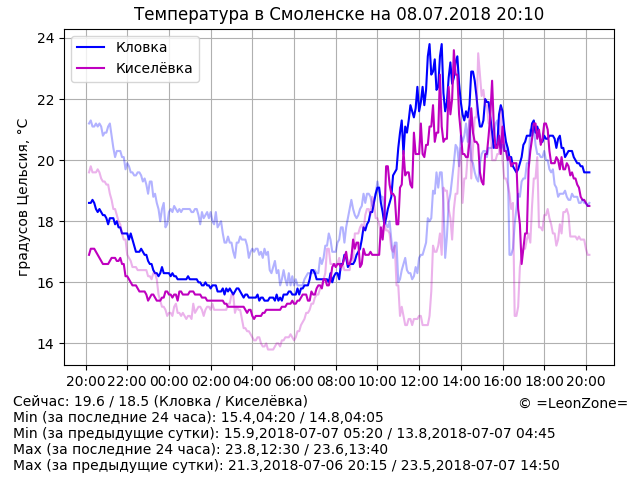 Температура в Смоленске на 08.07.2018 20:10
24
22
20
18
16
14
градусов Цельсия, °C
Кловка
Киселёвка
20:00 22:00 00:00 02:00 04:00 06:00 08:00 10:00 12:00 14:00 16:00 18:00 20:00
Сейчас: 19.6 / 18.5 (Кловка / Киселёвка)
© =LeonZone=
Min (за последние 24 часа): 15.4,04:20 / 14.8,04:05
Min (за предыдущие сутки): 15.9,2018-07-07 05:20 / 13.8,2018-07-07 04:45
Max (за последние 24 часа): 23.8,12:30 / 23.6,13:40
Max (за предыдущие сутки): 21.3,2018-07-06 20:15 / 23.5,2018-07-07 14:50